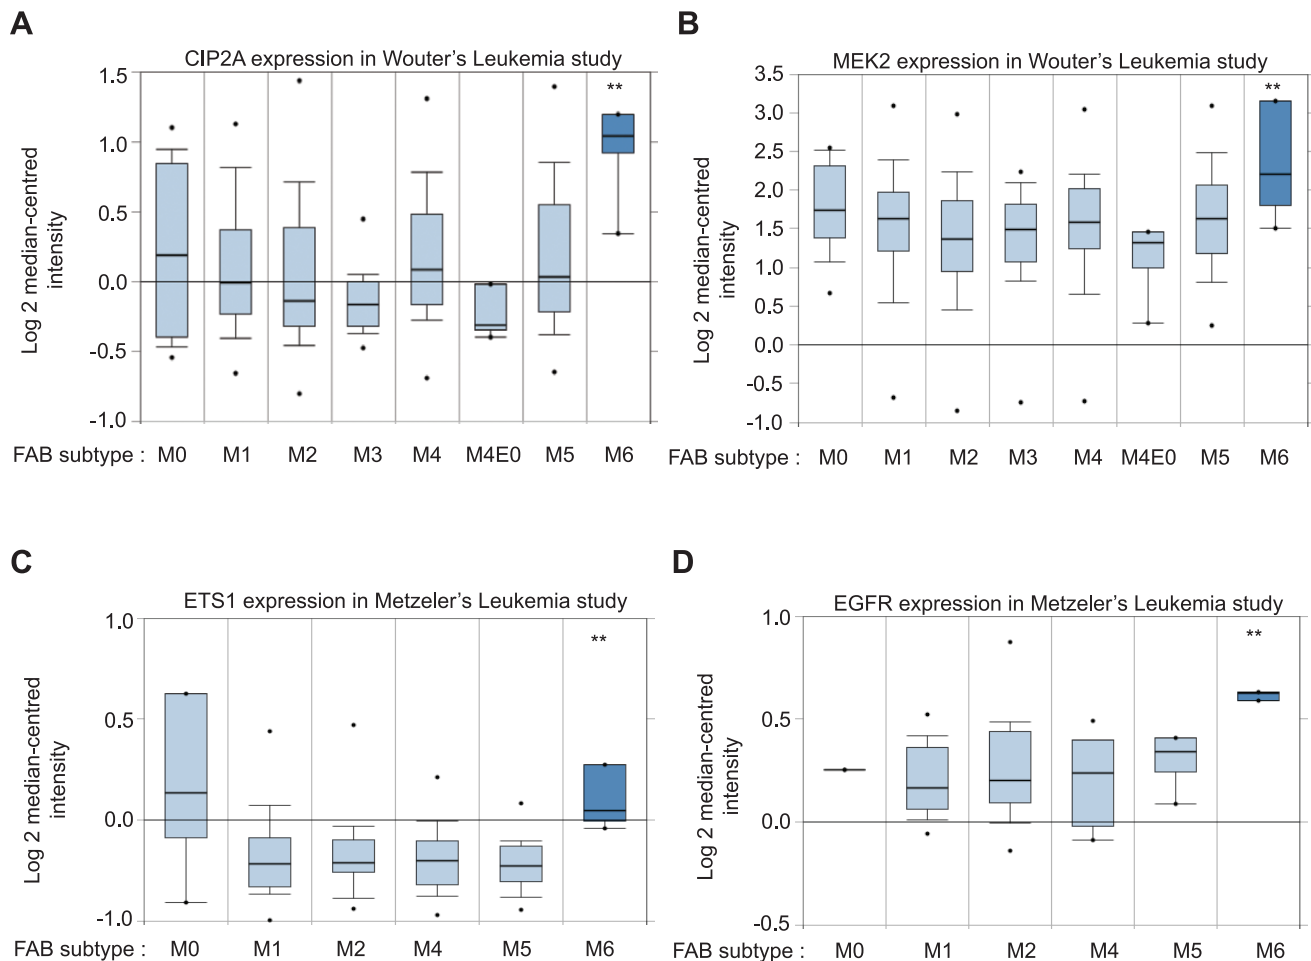 A
CIP2A expression in Wouter's Leukemia study
1.5
1.0
0.5
0.0
-0.5
-1.0
Log 2 median-centred
intensity
**
FAB subtype : M0 M1 M2 M3 M4 M4E0 M5 M6
B
MEK2 expression in Wouter's Leukemia study
3.5
3.0
2.5
2.0
1.5
1.0
0.5
0.0
-0.5
-1.0
Log 2 median-centred
intensity
**
FAB subtype : M0 M1 M2 M3 M4 M4E0 M5 M6
C
ETS1 expression in Metzeler's Leukemia study
1.0
0.5
0.0
-1.0
Log 2 median-centred
intensity
**
FAB subtype : M0 M1 M2 M4 M5 M6
D
EGFR expression in Metzeler's Leukemia study
1.0
0.5
0.0
-0.5
Log 2 median-centred
intensity
**
FAB subtype : M0 M1 M2 M4 M5 M6